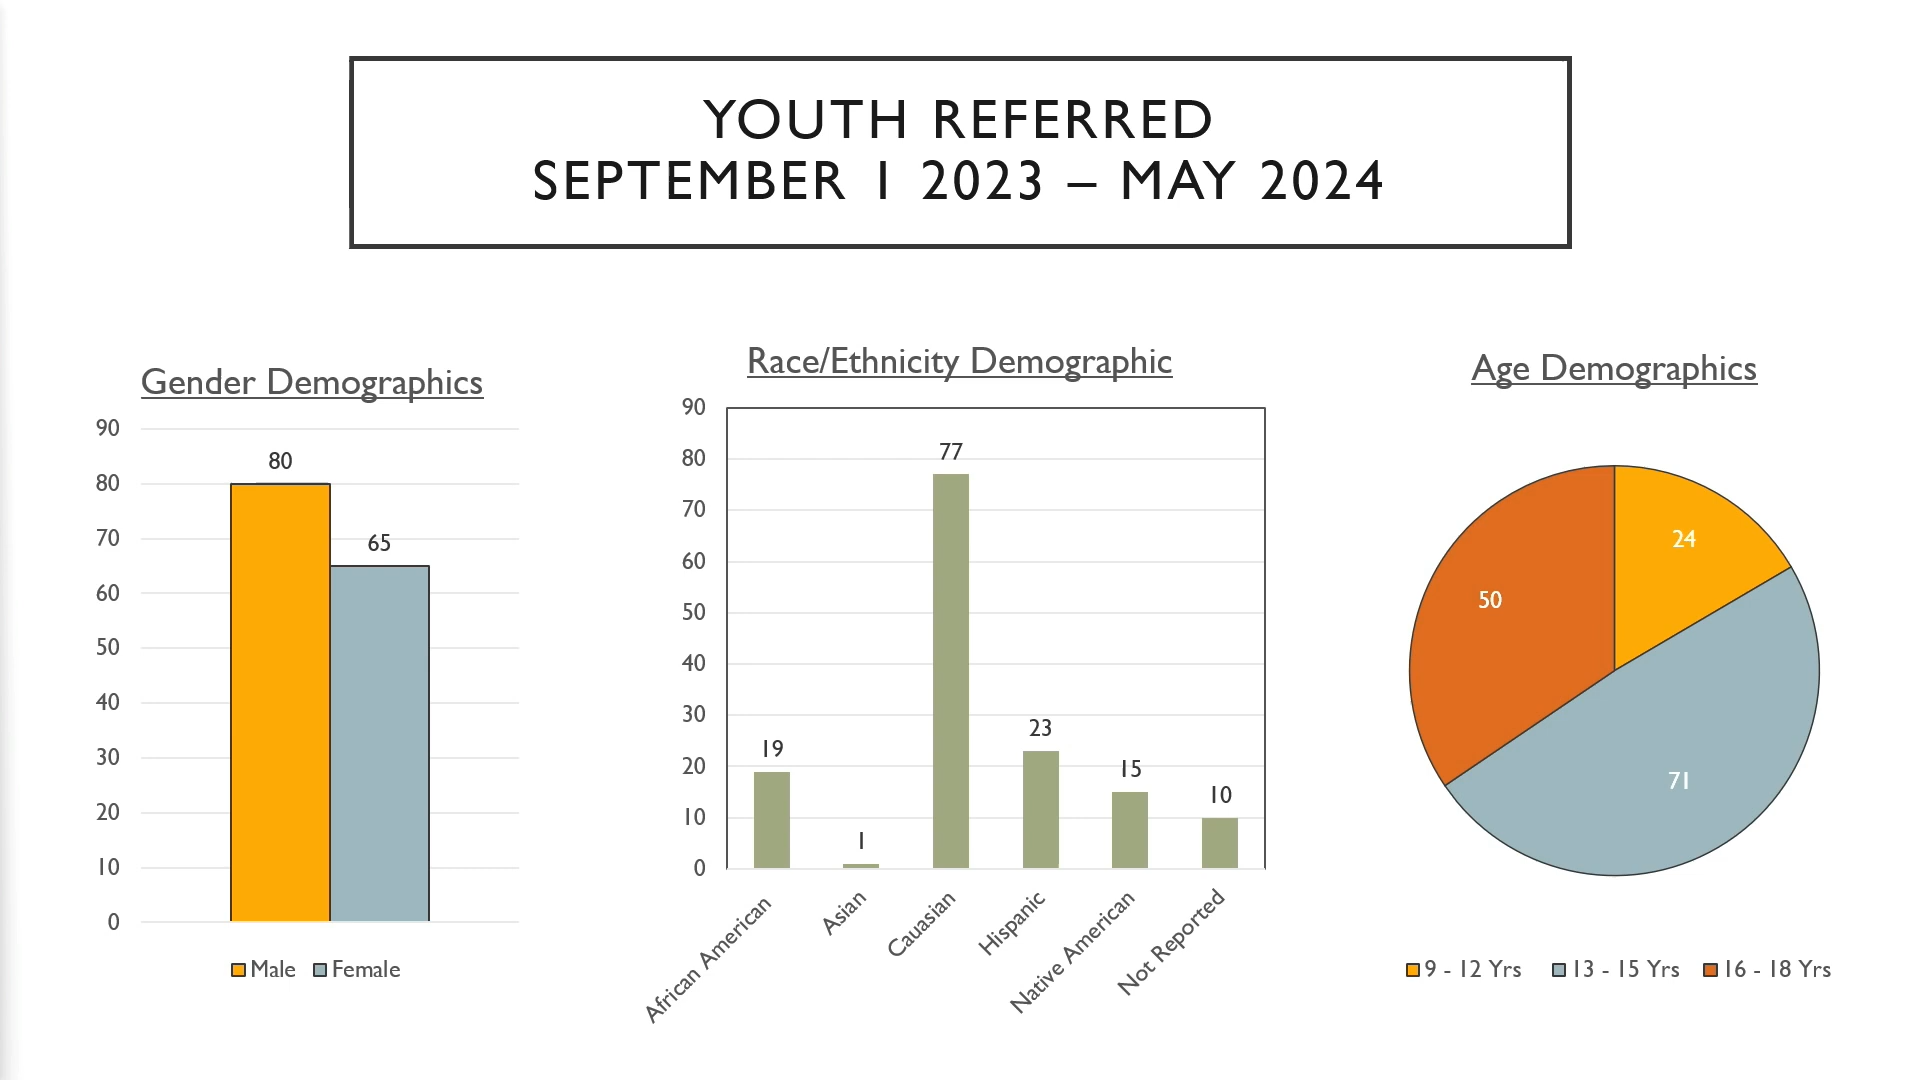 YOUTH REFERRED
SEPTEMBER 1 2023 – MAY 2024
Gender Demographics
90
80
70
60
50
40
30
20
10
0
80
65
Male Female
Race/Ethnicity Demographic
90
80
70
60
50
40
30
20
10
0
19
1
77
23
15
10
African American
Asian
Cauasian
Hispanic
Native American
Not Reported
Age Demographics
24
50
71
9 - 12 Yrs 13 - 15 Yrs 16 - 18 Yrs